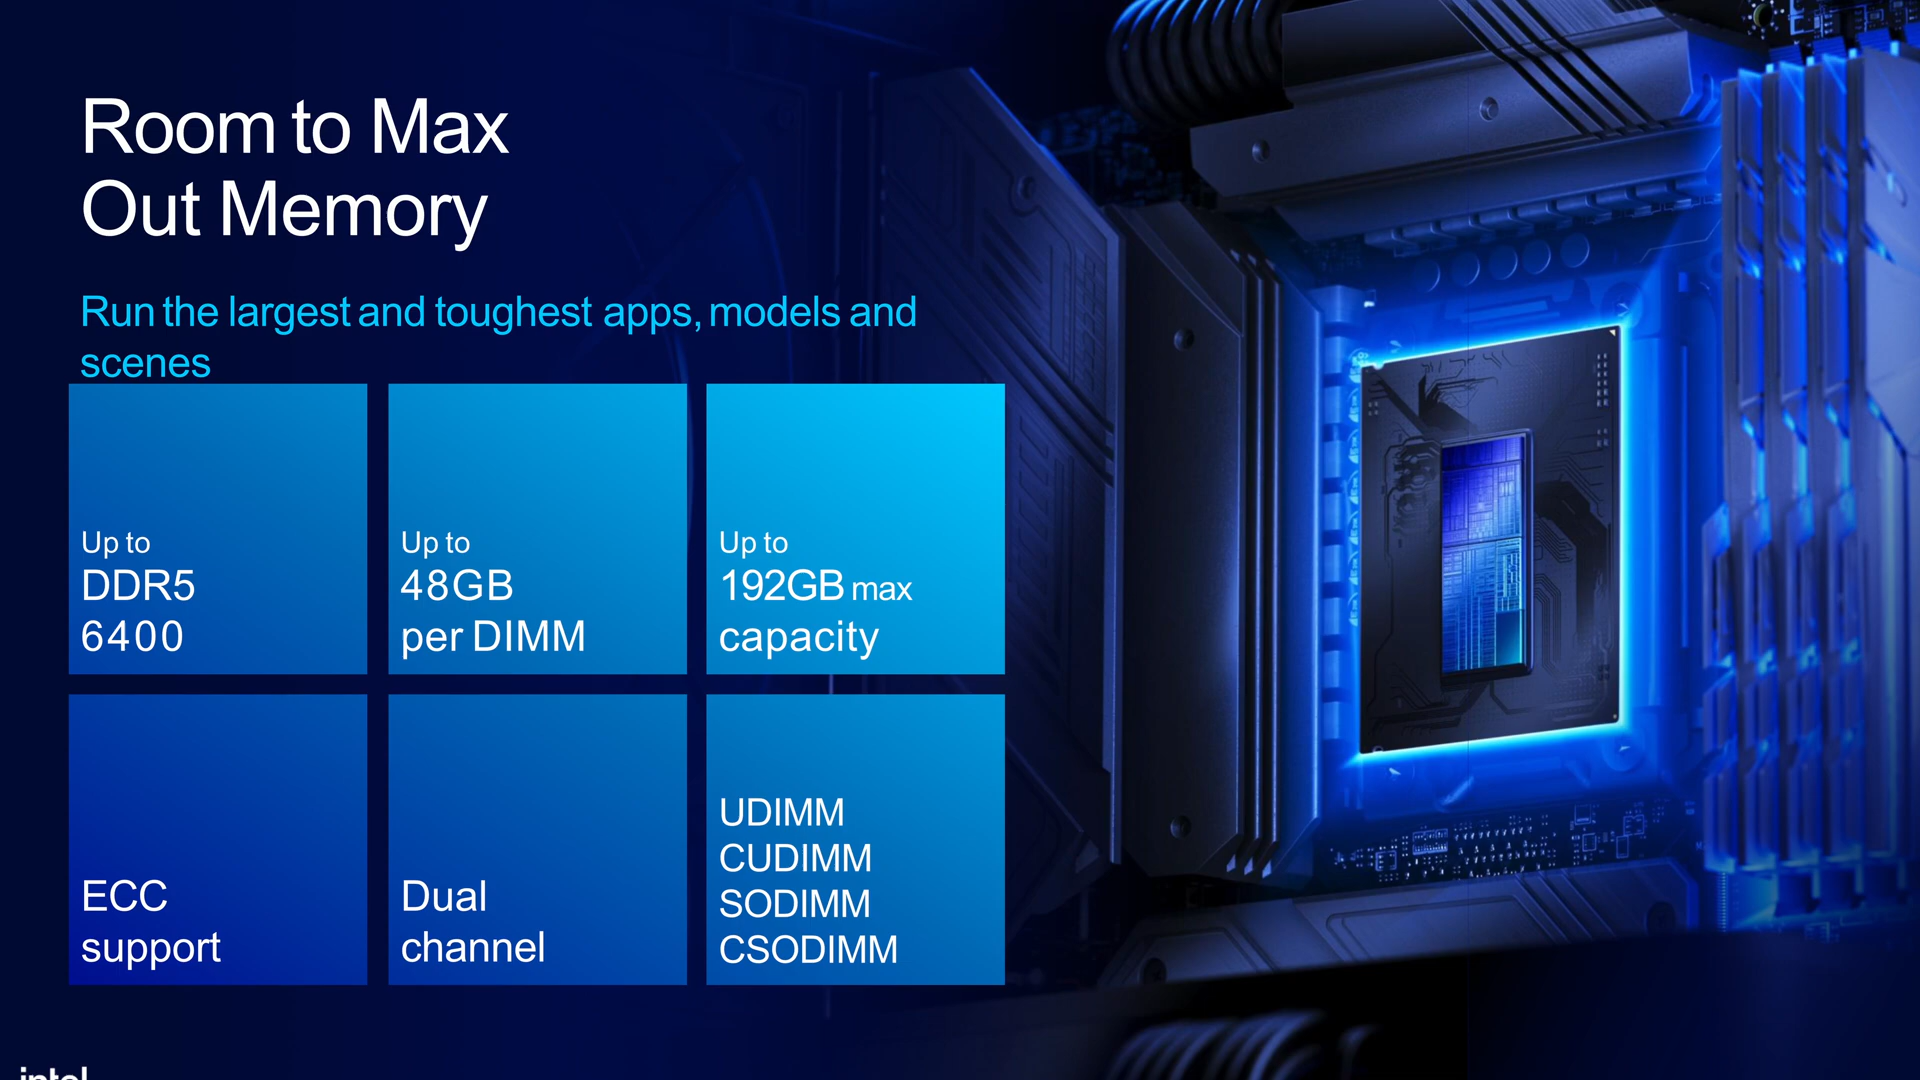 Room to Max
Out Memory
Run the largest and toughest apps, models and
scenes
Up to
DDR5
6400
Up to
48GB
per DIMM
Up to
192GB max
capacity
ECC
support
Dual
channel
UDIMM
CUDIMM
SODIMM
CSODIMM
intel